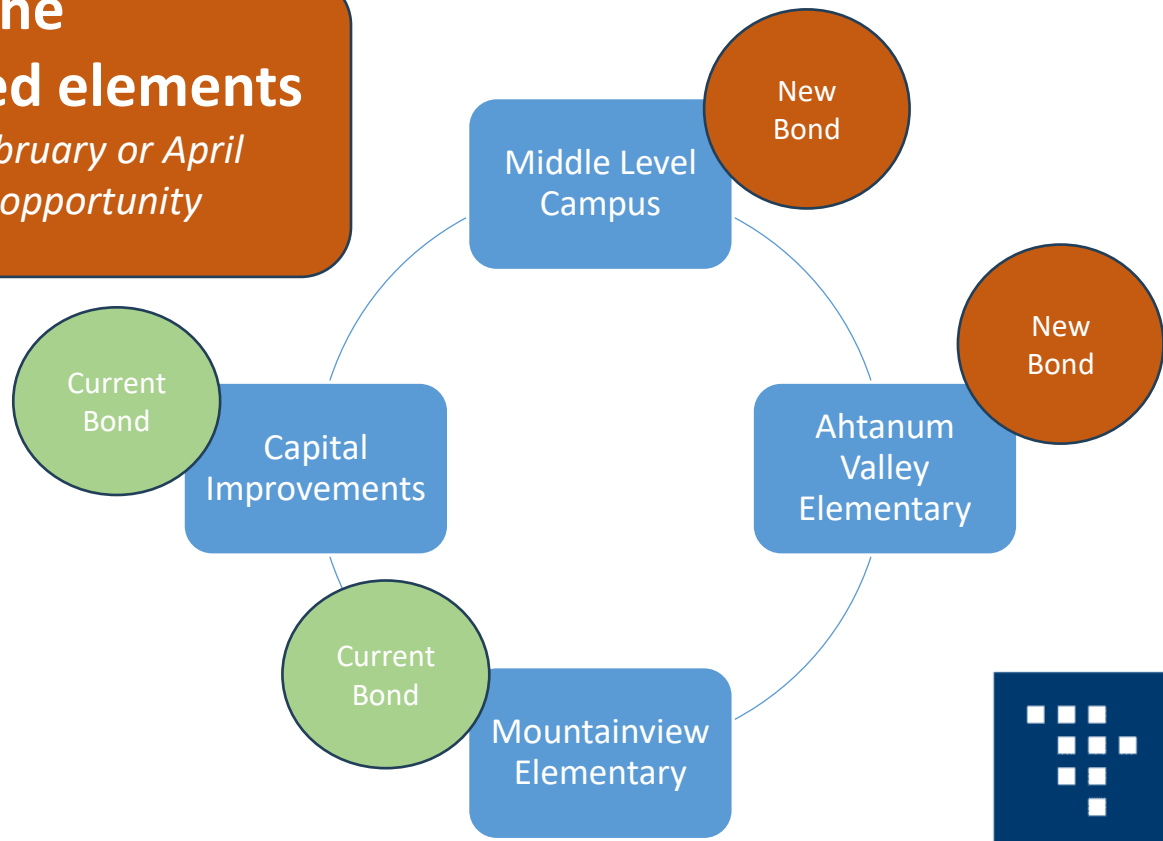 ed elements
bruary or April
opportunity
New
Bond
Middle Level
Campus
New
Bond
Current
Bond
Ahtanum
Valley
Elementary
Capital
Improvements
Current
Bond
Mountainview
Elementary